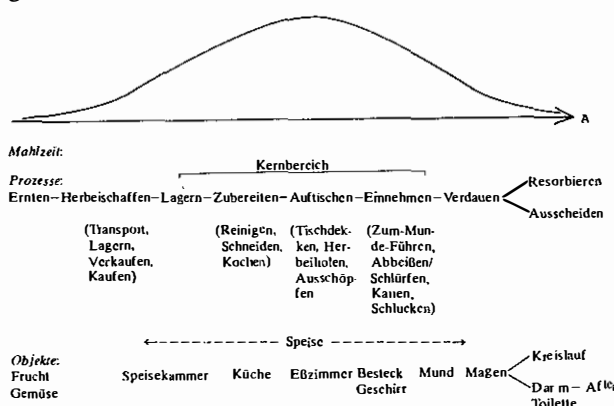 A
Mahlzeit:
Kernbereich
Prozesse:
Resorbieren
Ernten–Herbeischaffen–Lagern–Zubereiten–Auftischen–Einnehmen–Verdauen
Ausscheiden
(Transport, (Reinigen, (Tischdek- (Zum-Mun-
Lagern, Schneiden, ken, Her- de-Führen,
Verkaufen, Kochen) beiholen, Abbeißen/
Kaufen) Ausschöp- Schlürfen,
fen Kauen,
Schlucken)
Speise
Objekte: Kreislauf
Frucht Speisekammer Küche Eßzimmer Besteck Mund Magen
Gemüse Geschirr Darm – After
Toilette